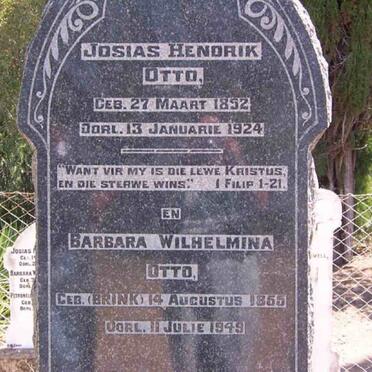 JOSIAS HENDRIK
OTTO,
GEB. 27 MAART 1852
OORL. 13 JANUARIE 1924
"WANT VIR MY IS DIE LEWE KRISTUS,
EN DIE STERWE WINS." I FILIP 1-21.
EN
BARBARA WILHELMINA
OTTO,
GEB. (BRINK) 14 AUGUSTUS 1855
OORL. 11 JULIE 1949
JOSIAS
BARBARA